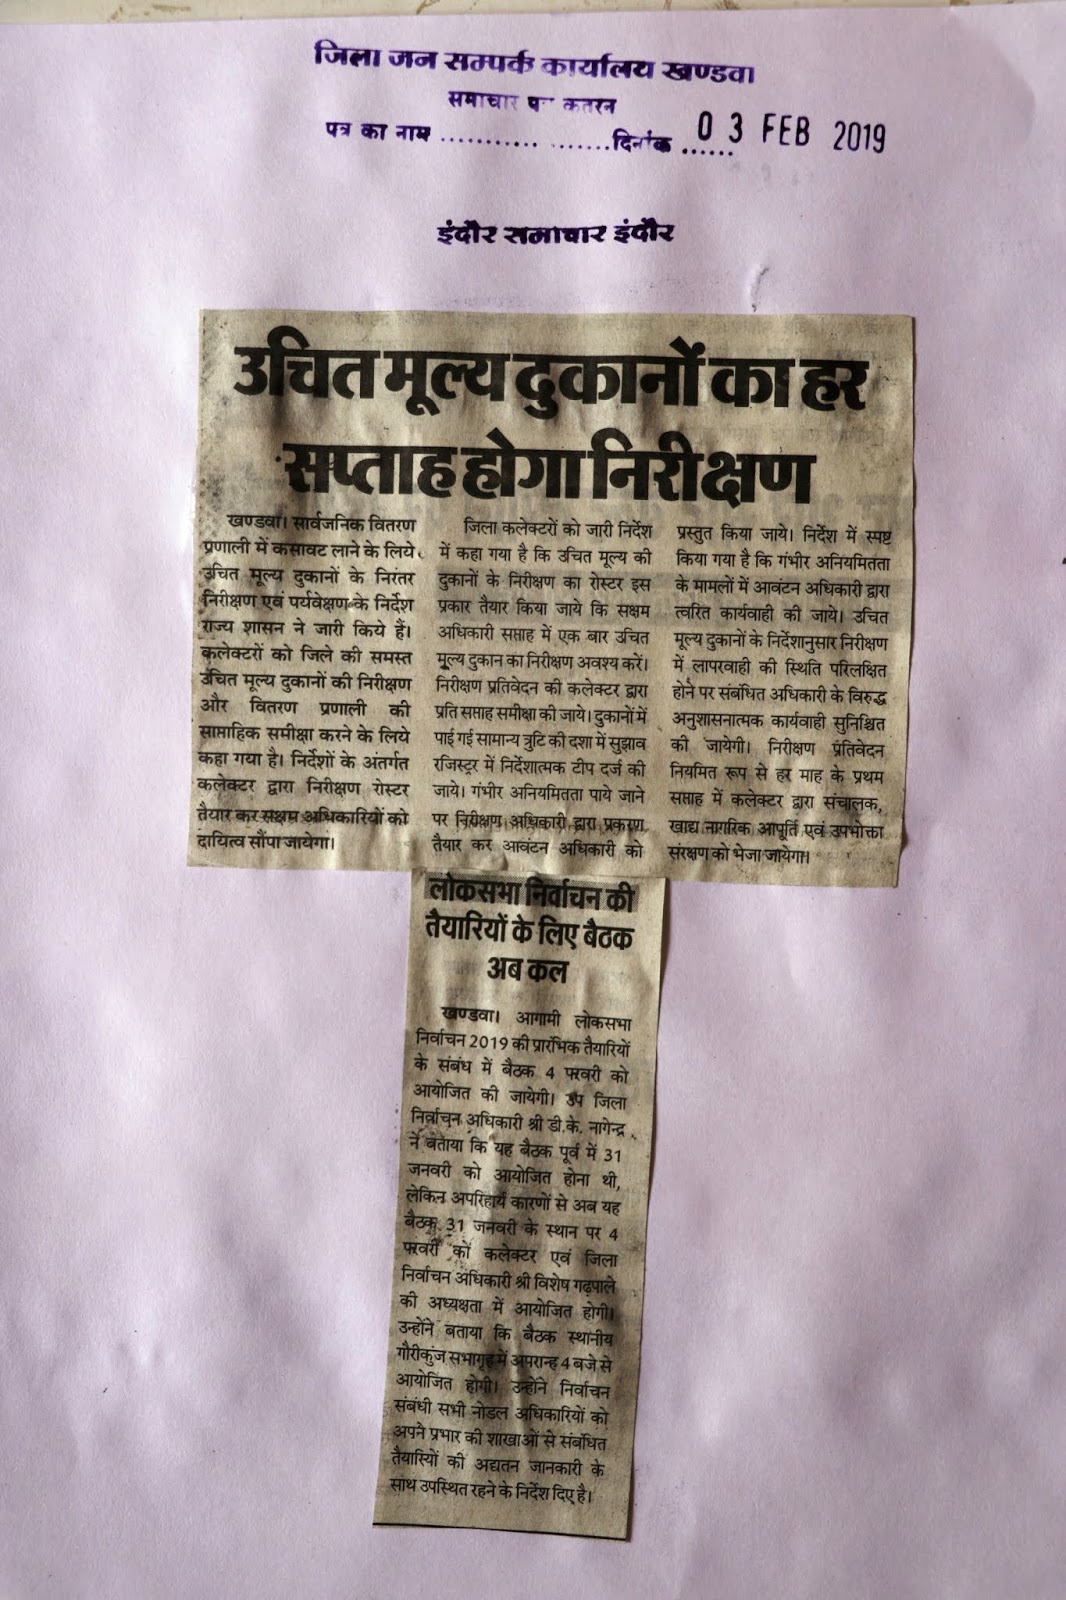 जिला जन सम्पर्क कार्यालय खण्डवा
समाचार पत्र कतरन
पत्र का नाम ........... .......दिनांक ...... 03 FEB 2019
इंदौर समाचार इंदौर
उचित मूल्य दुकानों का हर
सप्ताह होगा निरीक्षण
खण्डवा। सार्वजनिक वितरण
प्रणाली में कसावट लाने के लिये
उचित मूल्य दुकानों के निरंतर
निरीक्षण एवं पर्यवेक्षण के निर्देश
राज्य शासन ने जारी किये हैं।
कलेक्टरों को जिले की समस्त
उचित मूल्य दुकानों की निरीक्षण
और वितरण प्रणाली की
साप्ताहिक समीक्षा करने के लिये
कहा गया है। निर्देशों के अंतर्गत
कलेक्टर द्वारा निरीक्षण रोस्टर
तैयार कर सक्षम अधिकारियों को
दायित्व सौंपा जायेगा।
जिला कलेक्टरों को जारी निर्देश
में कहा गया है कि उचित मूल्य की
दुकानों के निरीक्षण का रोस्टर इस
प्रकार तैयार किया जाये कि सक्षम
अधिकारी सप्ताह में एक बार उचित
मूल्य दुकान का निरीक्षण अवश्य करें।
निरीक्षण प्रतिवेदन की कलेक्टर द्वारा
प्रति सप्ताह समीक्षा की जाये। दुकानों में
पाई गई सामान्य त्रुटि की दशा में सुझाव
रजिस्ट्र में निर्देशात्मक टीप दर्ज की
जाये। गंभीर अनियमितता पाये जाने
पर निरीक्षण अधिकारी द्वारा प्रकरण
तैयार कर आवंटन अधिकारी को
प्रस्तुत किया जाये। निर्देश में स्पष्ट
किया गया है कि गंभीर अनियमितता
के मामलों में आवंटन अधिकारी द्वारा
त्वरित कार्यवाही की जाये। उचित
मूल्य दुकानों के निर्देशानुसार निरीक्षण
में लापरवाही की स्थिति परिलक्षित
होने पर संबंधित अधिकारी के विरुद्ध
अनुशासनात्मक कार्यवाही सुनिश्चित
की जायेगी। निरीक्षण प्रतिवेदन
नियमित रूप से हर माह के प्रथम
सप्ताह में कलेक्टर द्वारा संचालक,
खाद्य नागरिक आपूर्ति एवं उपभोक्ता
संरक्षण को भेजा जायेगा।
लोकसभा निर्वाचन की
तैयारियों के लिए बैठक
अब कल
खण्डवा। आगामी लोकसभा
निर्वाचन 2019 की प्रारंभिक तैयारियों
के संबंध में बैठक 4 फरवरी को
आयोजित की जायेगी। उप जिला
निर्वाचन अधिकारी श्री डी.के. नागेन्द्र
ने बताया कि यह बैठक पूर्व में 31
जनवरी को आयोजित होना थी,
लेकिन अपरिहार्य कारणों से अब यह
बैठक 31 जनवरी के स्थान पर 4
फरवरी को कलेक्टर एवं जिला
निर्वाचन अधिकारी श्री विशेष गढ़पाले
की अध्यक्षता में आयोजित होगी।
उन्होंने बताया कि बैठक स्थानीय
गौरीकुंज सभागृह में अपरान्ह 4 बजे से
आयोजित होगी। उन्होंने निर्वाचन
संबंधी सभी नोडल अधिकारियों को
अपने प्रभार की शाखाओं से संबंधित
तैयारियों की अद्यतन जानकारी के
साथ उपस्थित रहने के निर्देश दिए है।